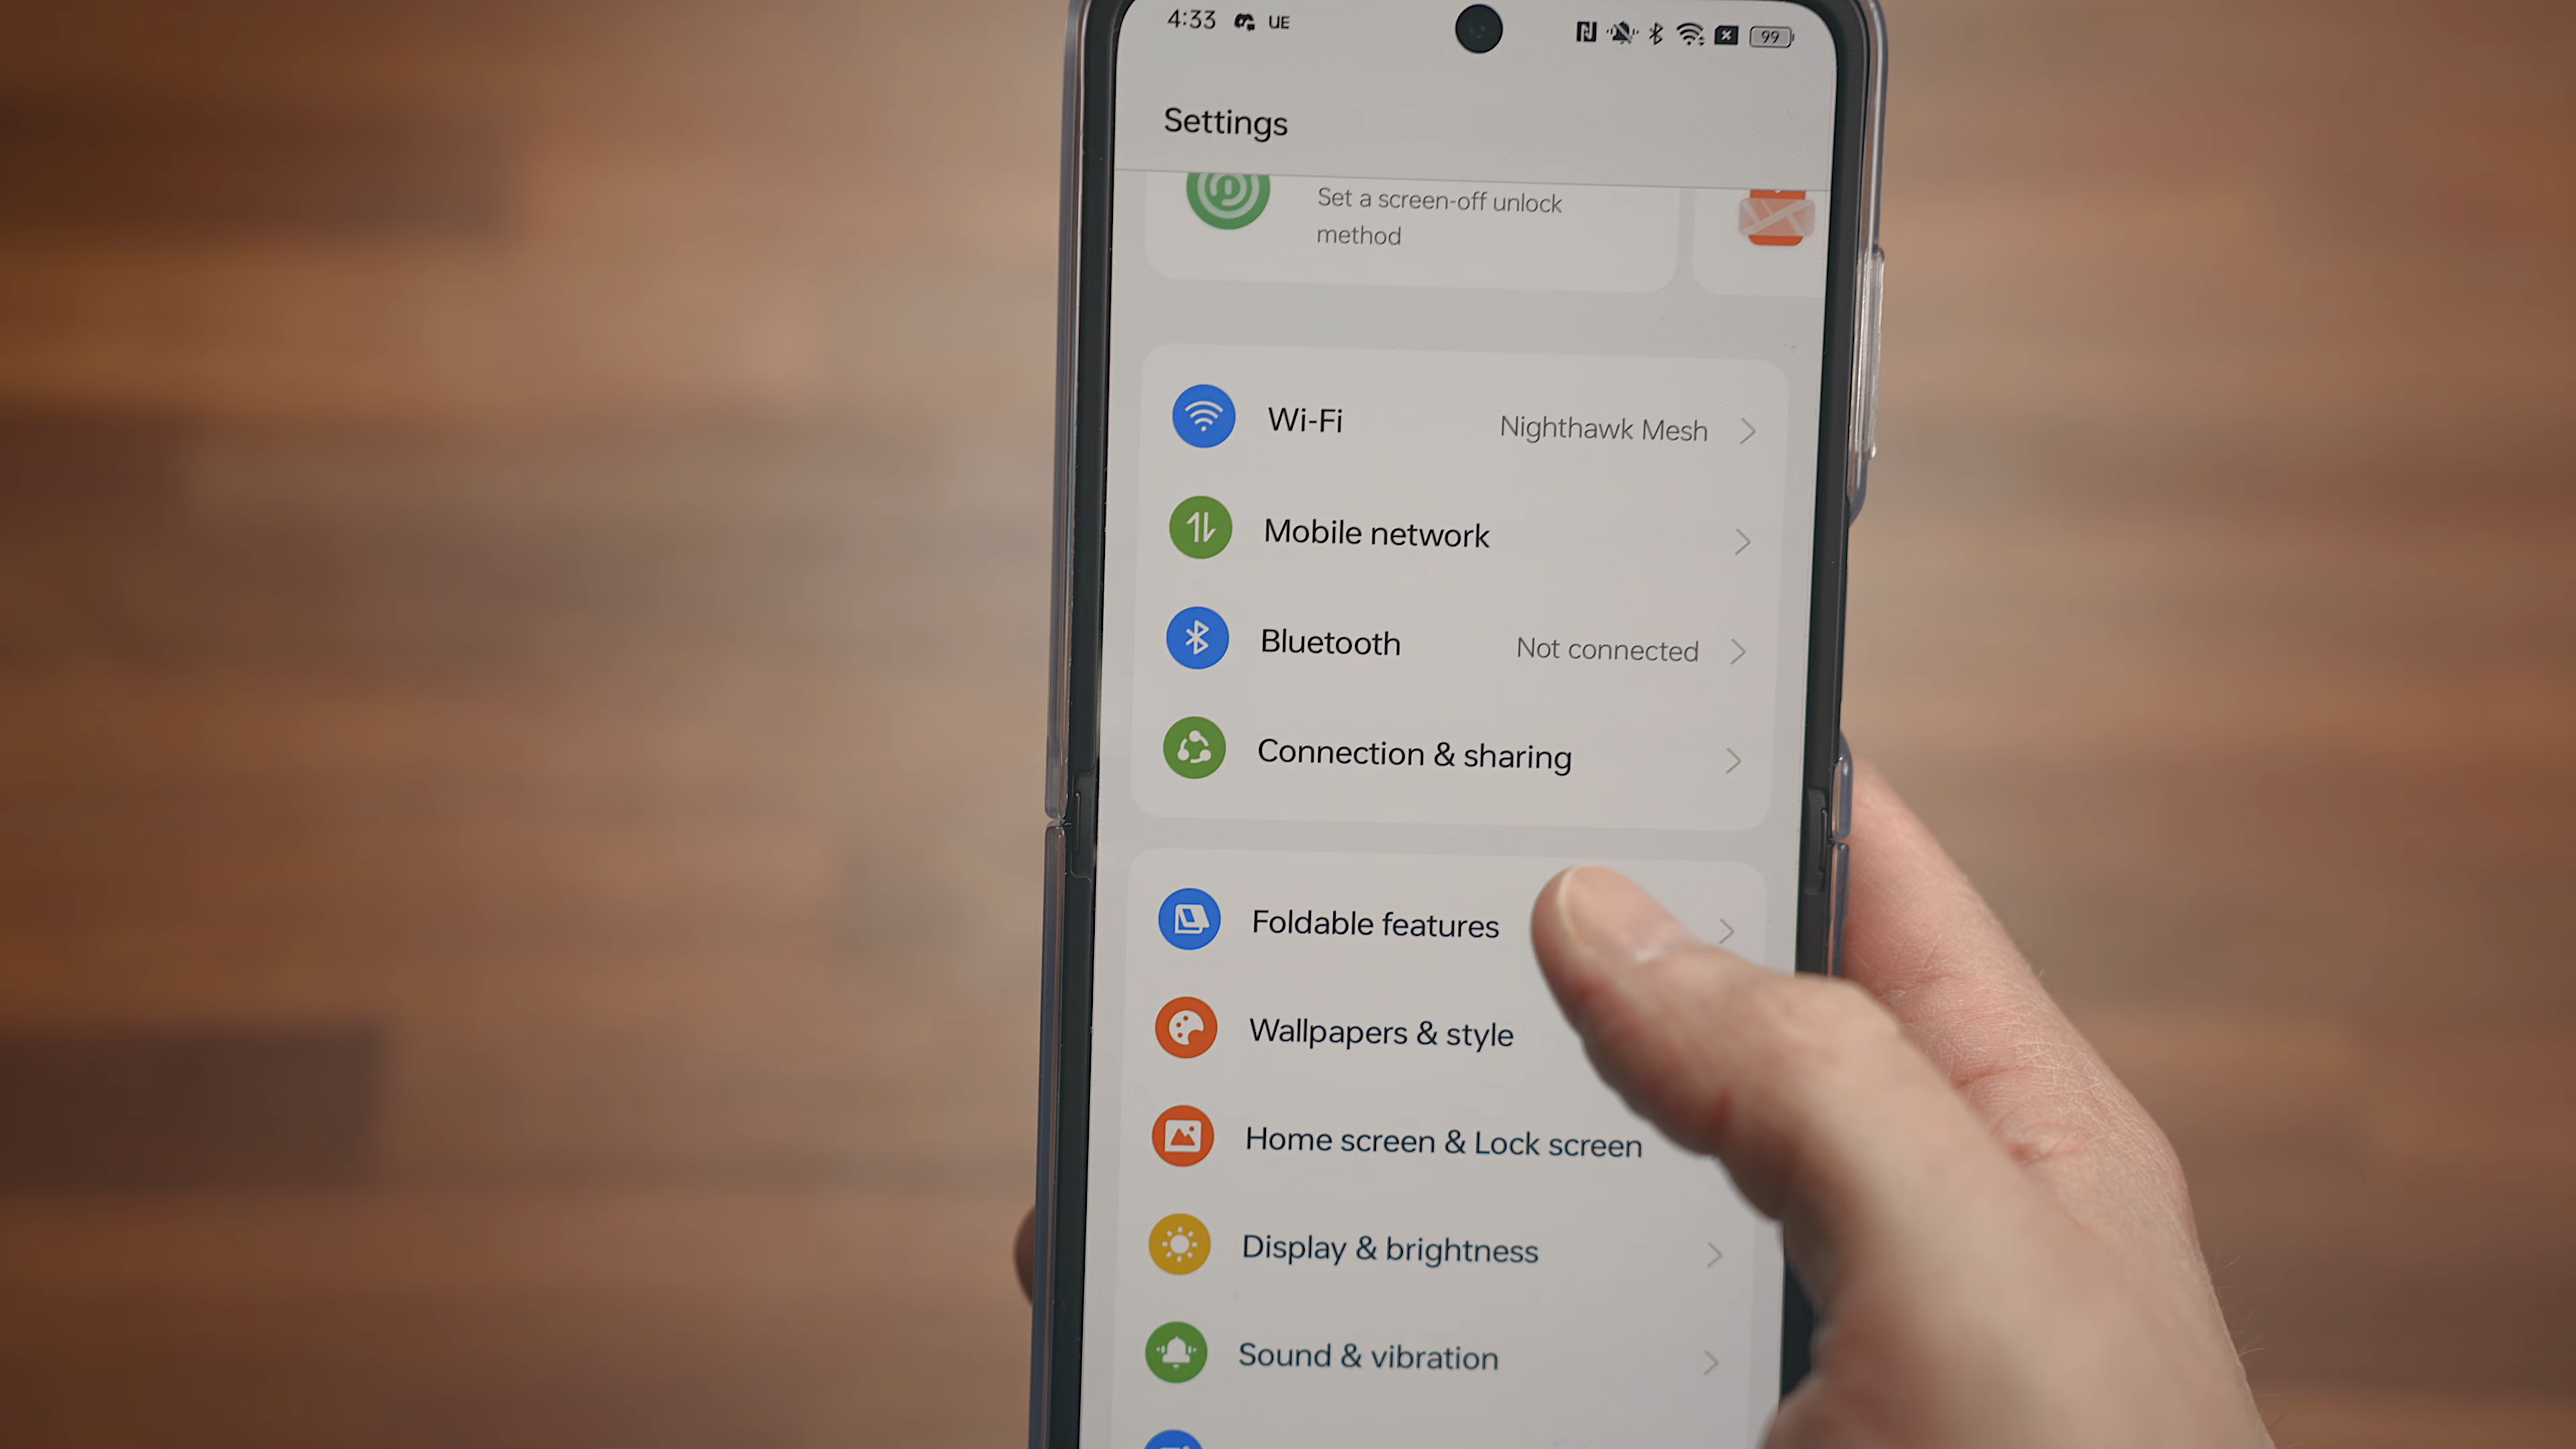 4:33 UE 99
Settings
Set a screen-off unlock
method
Wi-Fi Nighthawk Mesh
Mobile network
Bluetooth Not connected
Connection & sharing
Foldable features
Wallpapers & style
Home screen & Lock screen
Display & brightness
Sound & vibration